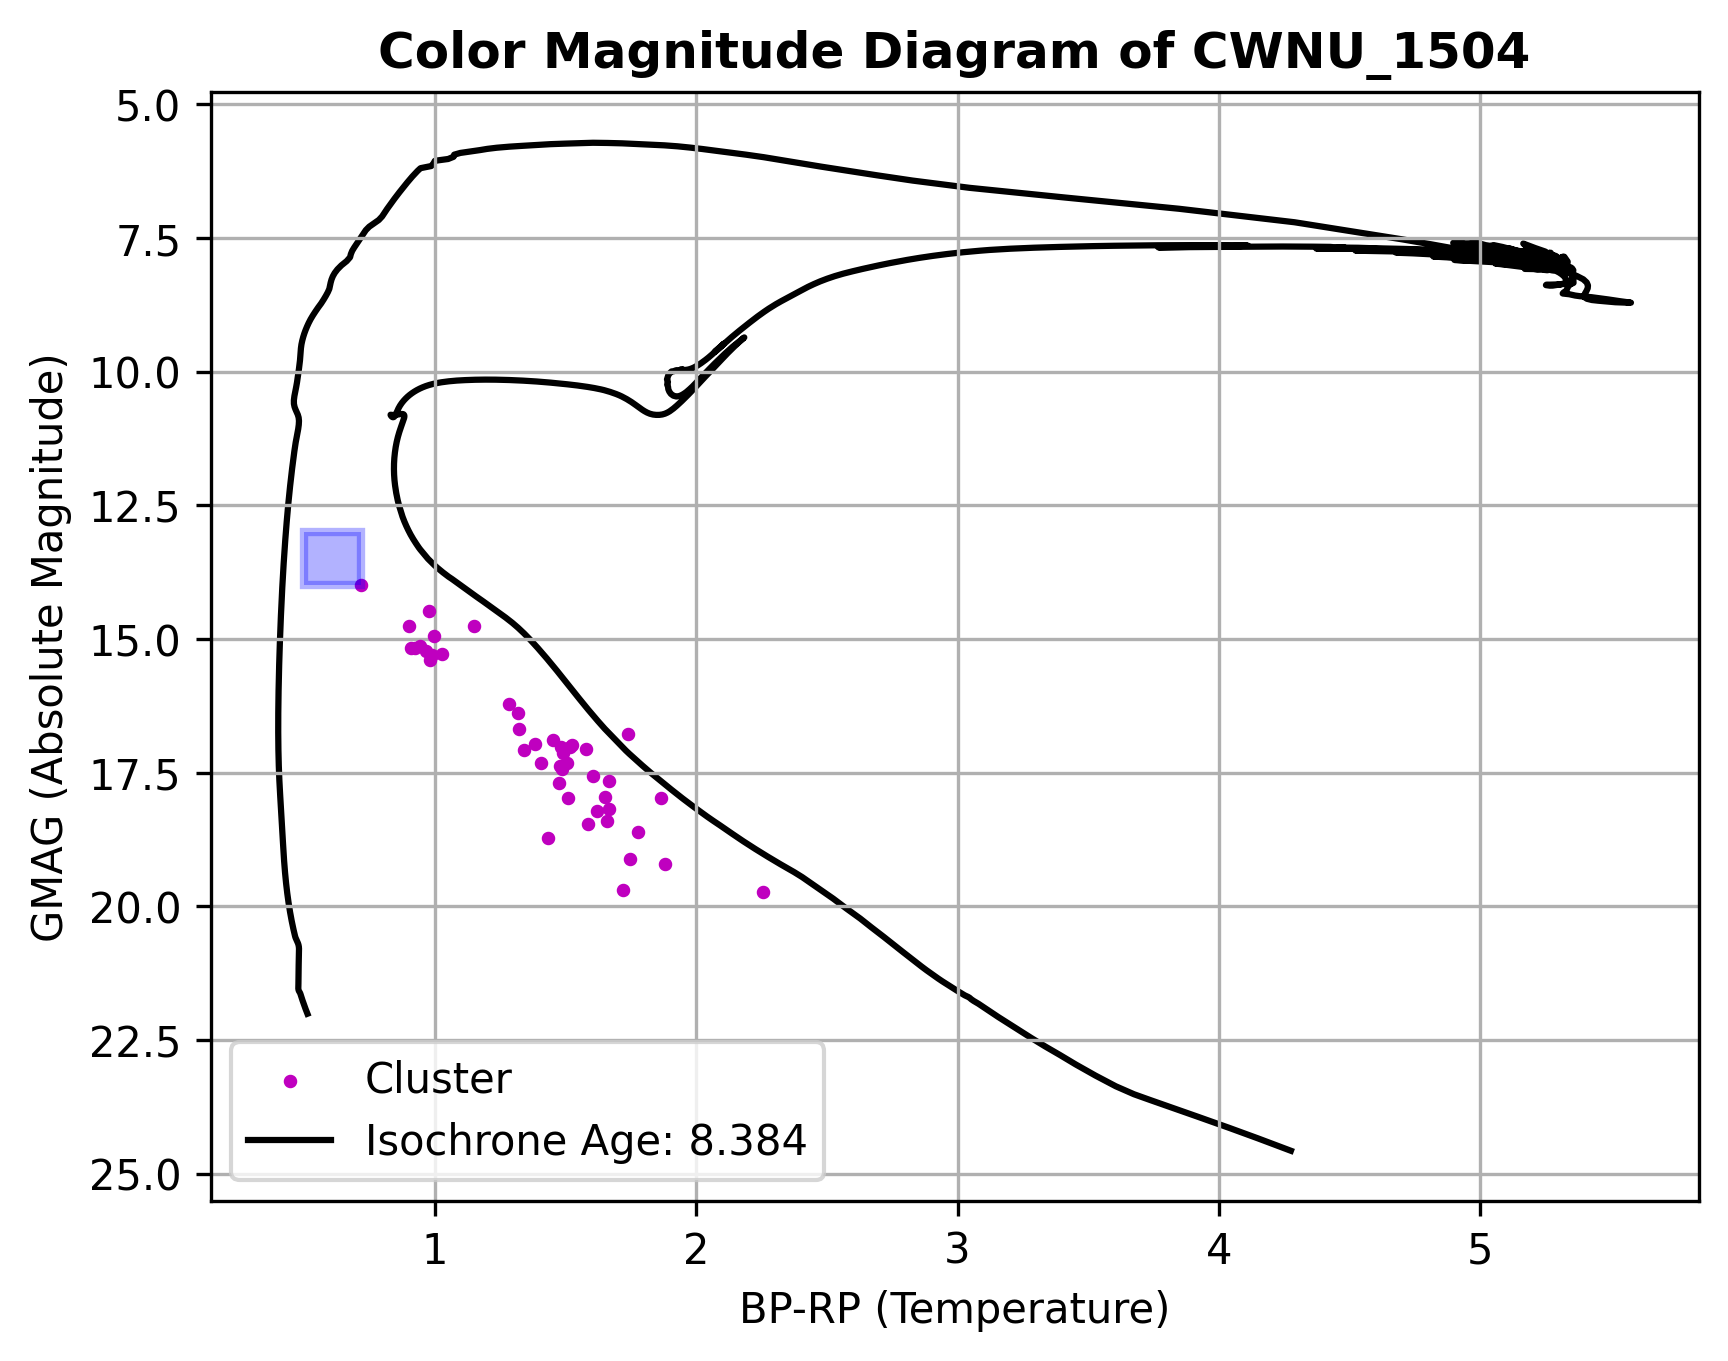 Color Magnitude Diagram of CWNU_1504
GMAG (Absolute Magnitude)
5.0
7.5
10.0
12.5
15.0
17.5
20.0
22.5
25.0
Cluster
Isochrone Age: 8.384
1 2 3 4 5
BP-RP (Temperature)